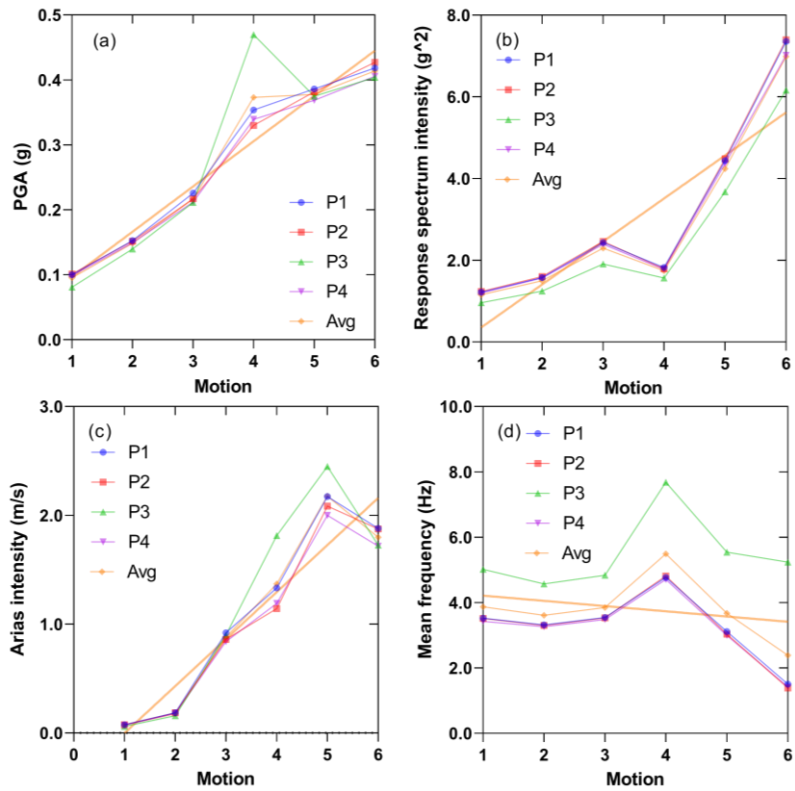 (a)
PGA (g)
0.5
0.4
0.3
0.2
0.1
0.0
P1
P2
P3
P4
Avg
1 2 3 4 5 6
Motion
(b)
Response spectrum intensity (g^2)
8.0
6.0
4.0
2.0
0.0
P1
P2
P3
P4
Avg
1 2 3 4 5 6
Motion
(c)
Arias intensity (m/s)
3.0
2.0
1.0
0.0
P1
P2
P3
P4
Avg
0 1 2 3 4 5 6
Motion
(d)
Mean frequency (Hz)
10.0
8.0
6.0
4.0
2.0
0.0
P1
P2
P3
P4
Avg
1 2 3 4 5 6
Motion